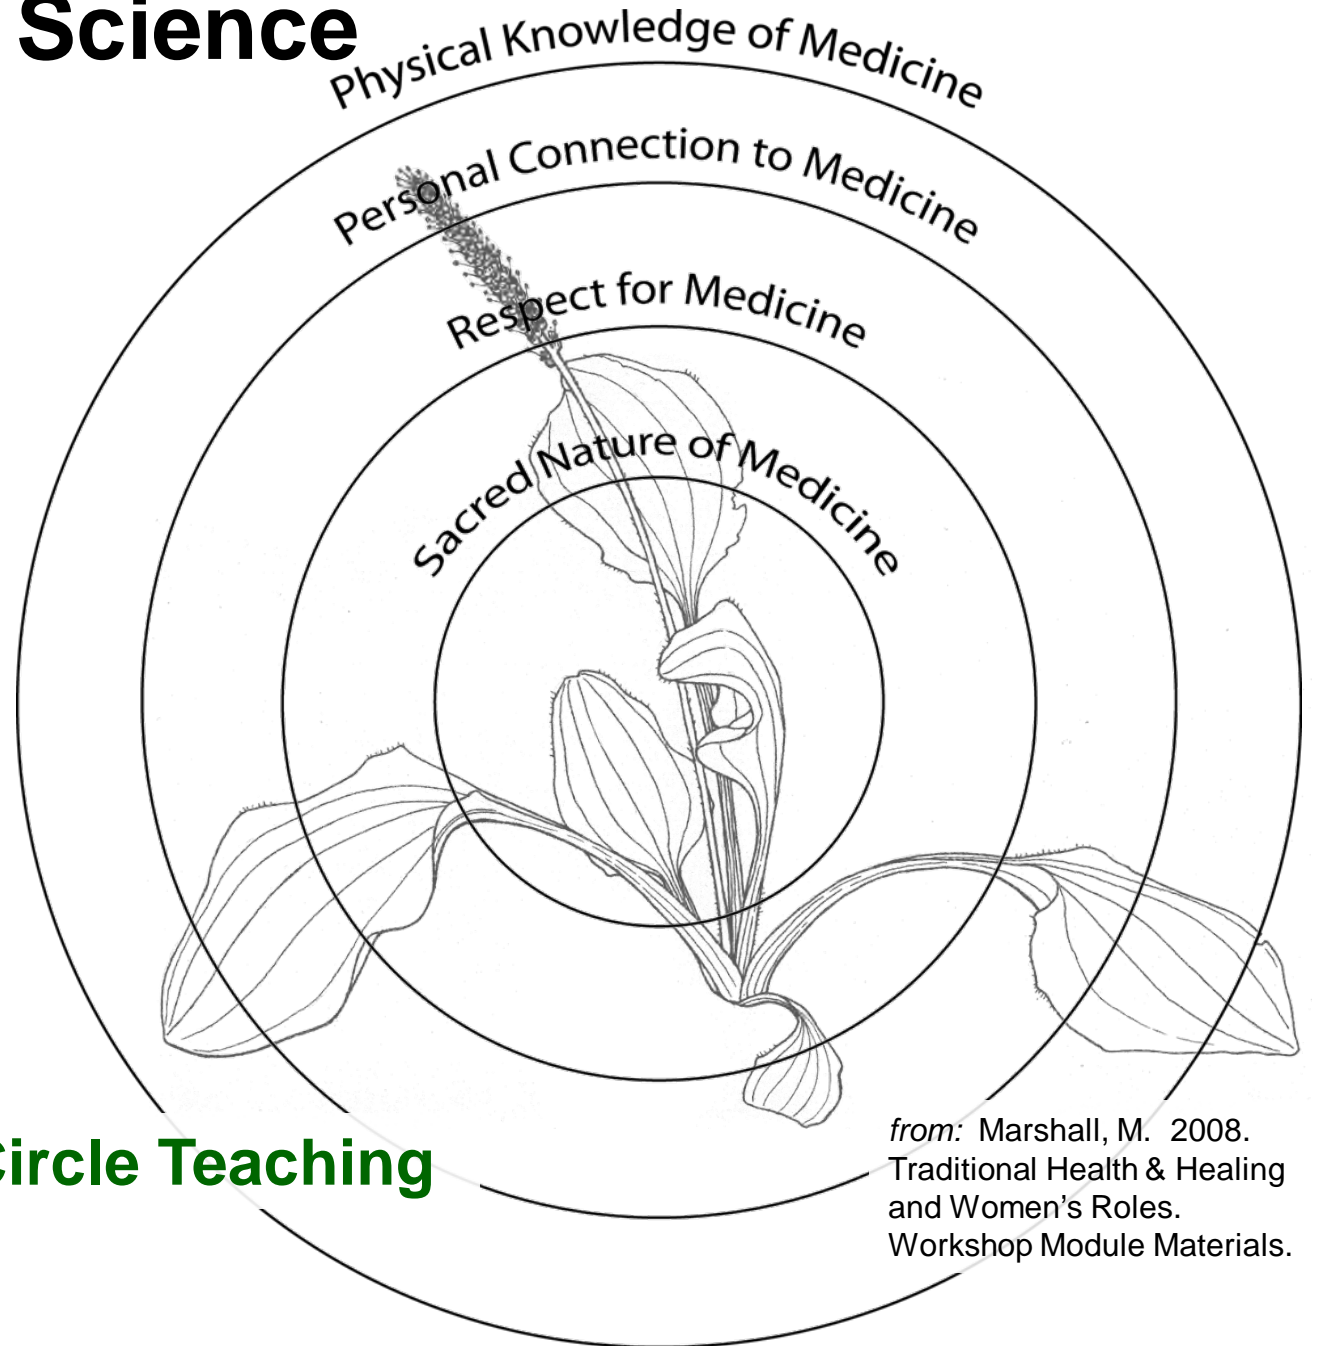 Science
Physical Knowledge of Medicine
Personal Connection to Medicine
Respect for Medicine
Sacred Nature of Medicine
Circle Teaching
from: Marshall, M. 2008.
Traditional Health & Healing
and Women’s Roles.
Workshop Module Materials.